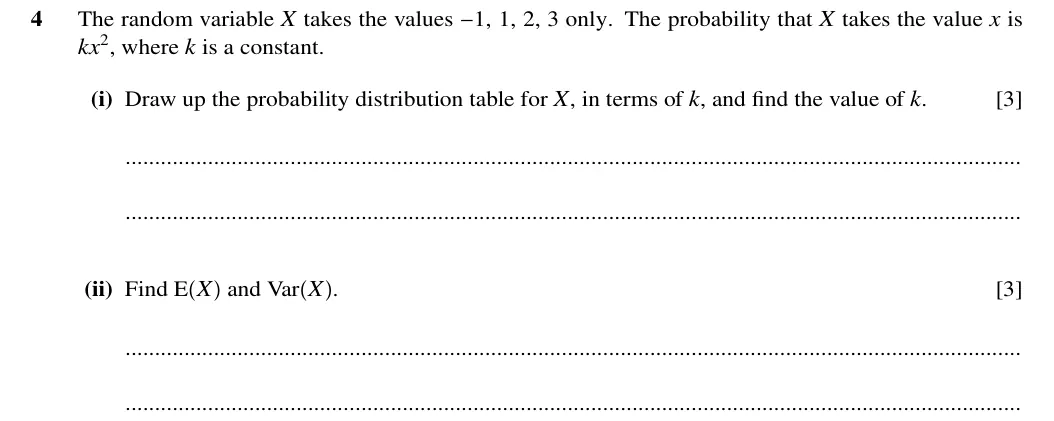 4 The random variable X takes the values −1, 1, 2, 3 only. The probability that X takes the value x is
kx², where k is a constant.
(i) Draw up the probability distribution table for X, in terms of k, and find the value of k. [3]
................................................................................
................................................................................
(ii) Find E(X) and Var(X). [3]
................................................................................
................................................................................